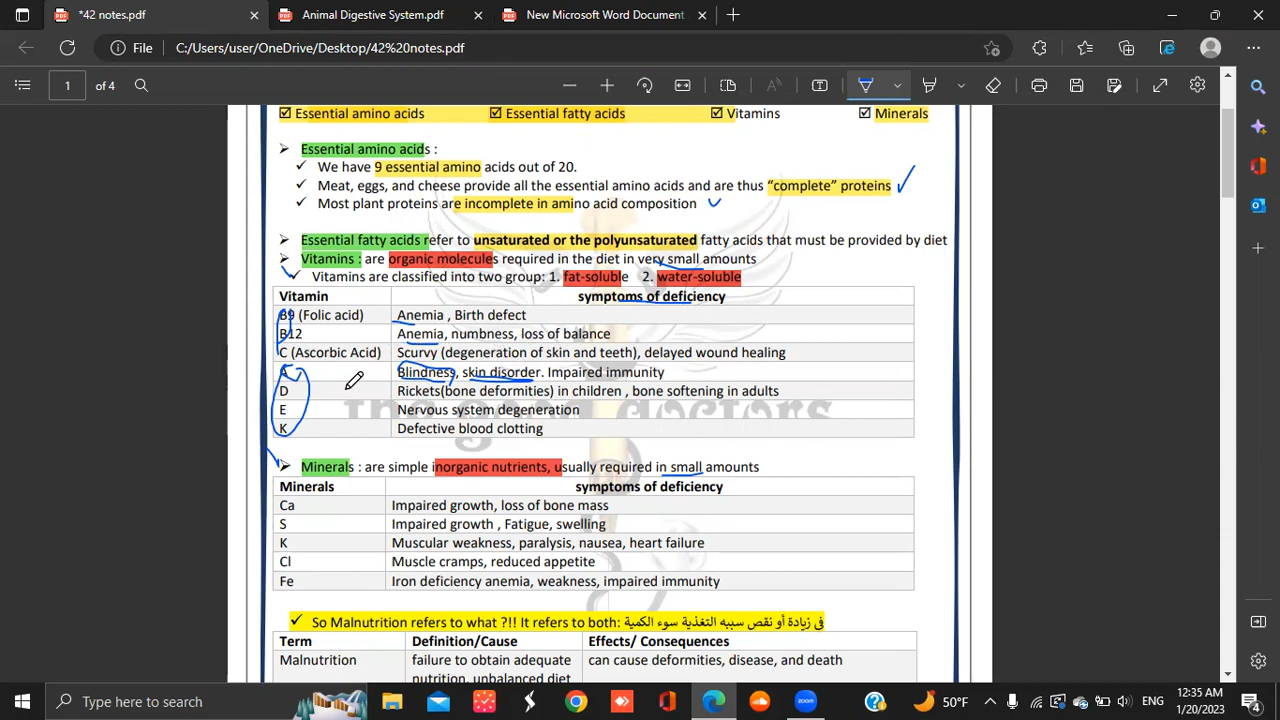 *42 notes.pdf
Animal Digestive System.pdf
New Microsoft Word Document
File
C:/Users/user/OneDrive/Desktop/42%20notes.pdf
1
of 4
☑ Essential amino acids ☑ Essential fatty acids ☑ Vitamins ☑ Minerals
➢ Essential amino acids :
✓ We have 9 essential amino acids out of 20.
✓ Meat, eggs, and cheese provide all the essential amino acids and are thus “complete” proteins
✓ Most plant proteins are incomplete in amino acid composition
➢ Essential fatty acids refer to unsaturated or the polyunsaturated fatty acids that must be provided by diet
➢ Vitamins : are organic molecules required in the diet in very small amounts
✓ Vitamins are classified into two group: 1. fat-soluble 2. water-soluble
Vitamin symptoms of deficiency
B9 (Folic acid) Anemia , Birth defect
B12 Anemia, numbness, loss of balance
C (Ascorbic Acid) Scurvy (degeneration of skin and teeth), delayed wound healing
A Blindness, skin disorder. Impaired immunity
D Rickets(bone deformities) in children , bone softening in adults
E Nervous system degeneration
K Defective blood clotting
the good doctors
➢ Minerals : are simple inorganic nutrients, usually required in small amounts
Minerals symptoms of deficiency
Ca Impaired growth, loss of bone mass
S Impaired growth , Fatigue, swelling
K Muscular weakness, paralysis, nausea, heart failure
Cl Muscle cramps, reduced appetite
Fe Iron deficiency anemia, weakness, impaired immunity
✓ So Malnutrition refers to what ?!! It refers to both: فى زيادة أو نقص سببه التغذية سوء الكمية
Term Definition/Cause Effects/ Consequences
Malnutrition failure to obtain adequate can cause deformities, disease, and death
nutrition, unbalanced diet
Type here to search
50°F
ENG
12:35 AM
1/20/2023
4